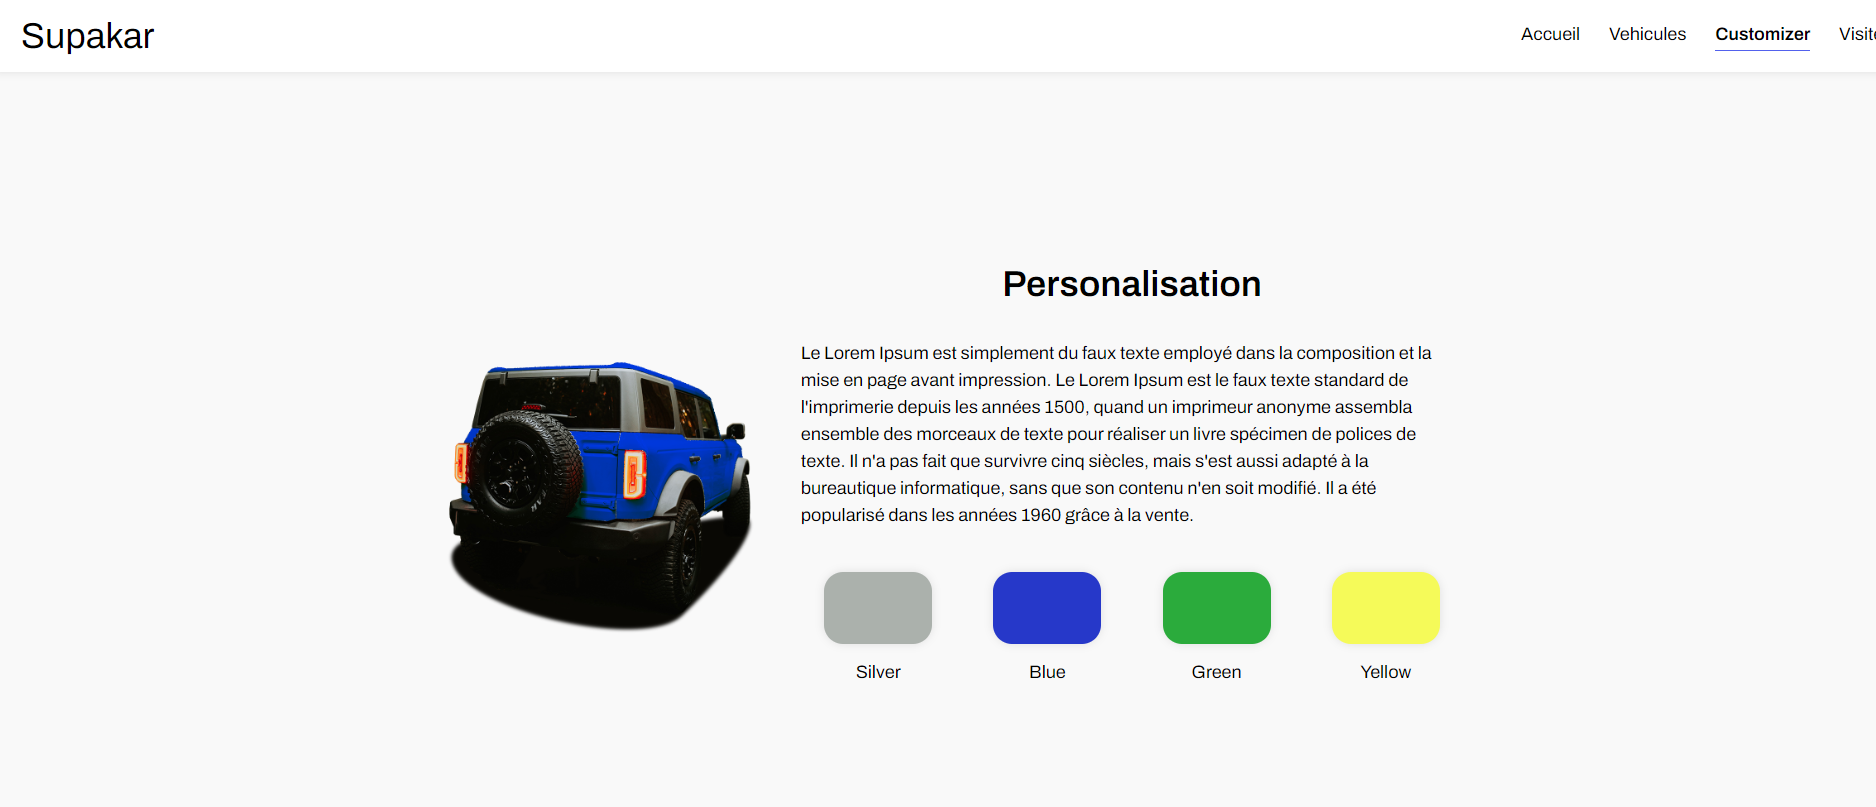 Supakar
Accueil Vehicules Customizer
Personalisation
Le Lorem Ipsum est simplement du faux texte employé dans la composition et la
mise en page avant impression. Le Lorem Ipsum est le faux texte standard de
l'imprimerie depuis les années 1500, quand un imprimeur anonyme assembla
ensemble des morceaux de texte pour réaliser un livre spécimen de polices de
texte. Il n'a pas fait que survivre cinq siècles, mais s'est aussi adapté à la
bureautique informatique, sans que son contenu n'en soit modifié. Il a été
popularisé dans les années 1960 grâce à la vente.
Silver Blue Green Yellow